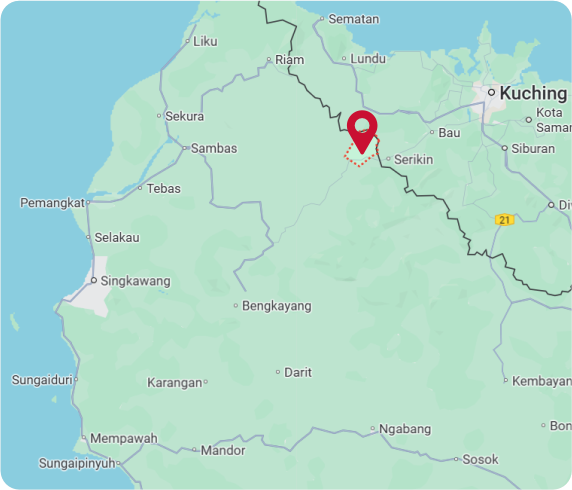 Sematan
Liku
Riam
Lundu
Kuching
Sekura
Kota
Samar
Bau
Sambas
Siburan
Serikin
Tebas
Pemangkat
21
Selakau
Singkawang
Bengkayang
Darit
Sungaiduri
Karangan
Kembayan
Ngabang
Bon
Mempawah
Mandor
Sosok
Sungaipinyuh